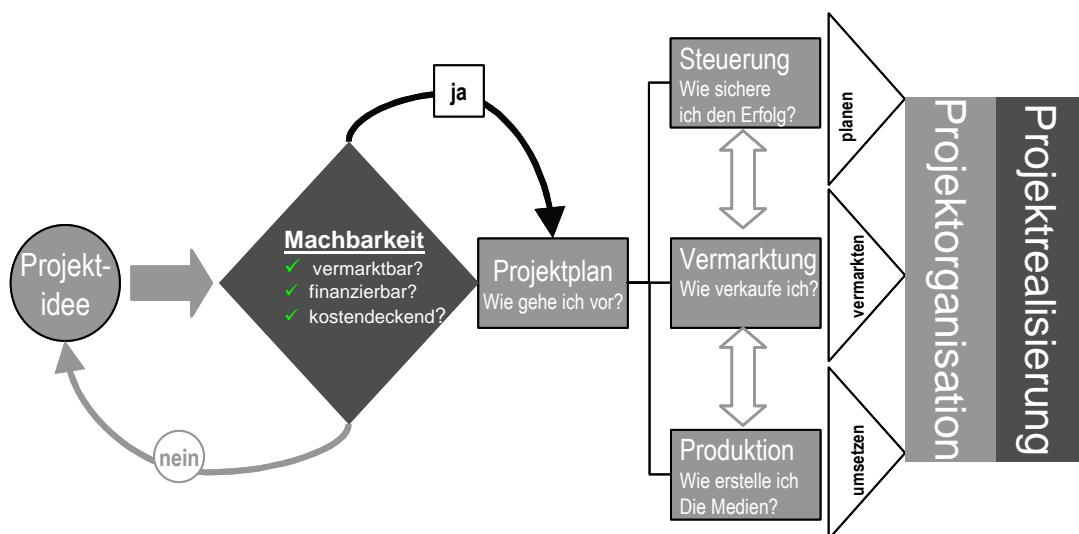 Projekt-
idee
nein
ja
Machbarkeit
vermarktbar?
finanzierbar?
kostendeckend?
Projektplan
Wie gehe ich vor?
Steuerung
Wie sichere
ich den Erfolg?
Vermarktung
Wie verkaufe ich?
Produktion
Wie erstelle ich
Die Medien?
planen
vermarkten
umsetzen
Projektorganisation
Projektrealisierung